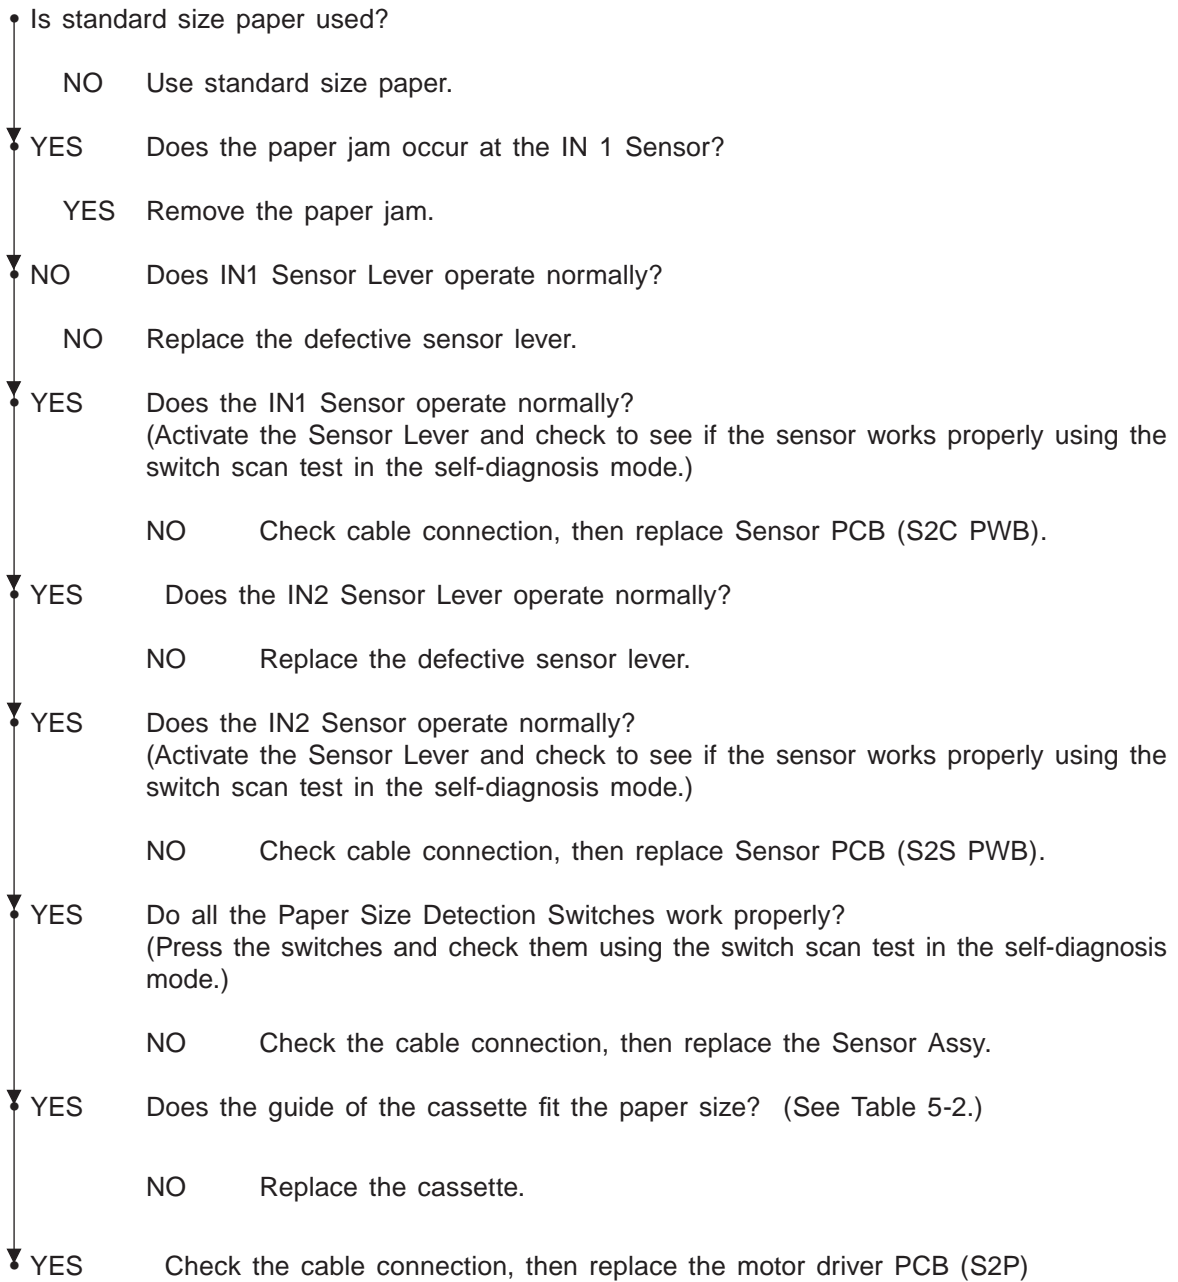 Is standard size paper used?
NO Use standard size paper.
YES Does the paper jam occur at the IN 1 Sensor?
YES Remove the paper jam.
NO Does IN1 Sensor Lever operate normally?
NO Replace the defective sensor lever.
YES Does the IN1 Sensor operate normally?
(Activate the Sensor Lever and check to see if the sensor works properly using the
switch scan test in the self-diagnosis mode.)
NO Check cable connection, then replace Sensor PCB (S2C PWB).
YES Does the IN2 Sensor Lever operate normally?
NO Replace the defective sensor lever.
YES Does the IN2 Sensor operate normally?
(Activate the Sensor Lever and check to see if the sensor works properly using the
switch scan test in the self-diagnosis mode.)
NO Check cable connection, then replace Sensor PCB (S2S PWB).
YES Do all the Paper Size Detection Switches work properly?
(Press the switches and check them using the switch scan test in the self-diagnosis
mode.)
NO Check the cable connection, then replace the Sensor Assy.
YES Does the guide of the cassette fit the paper size? (See Table 5-2.)
NO Replace the cassette.
YES Check the cable connection, then replace the motor driver PCB (S2P)